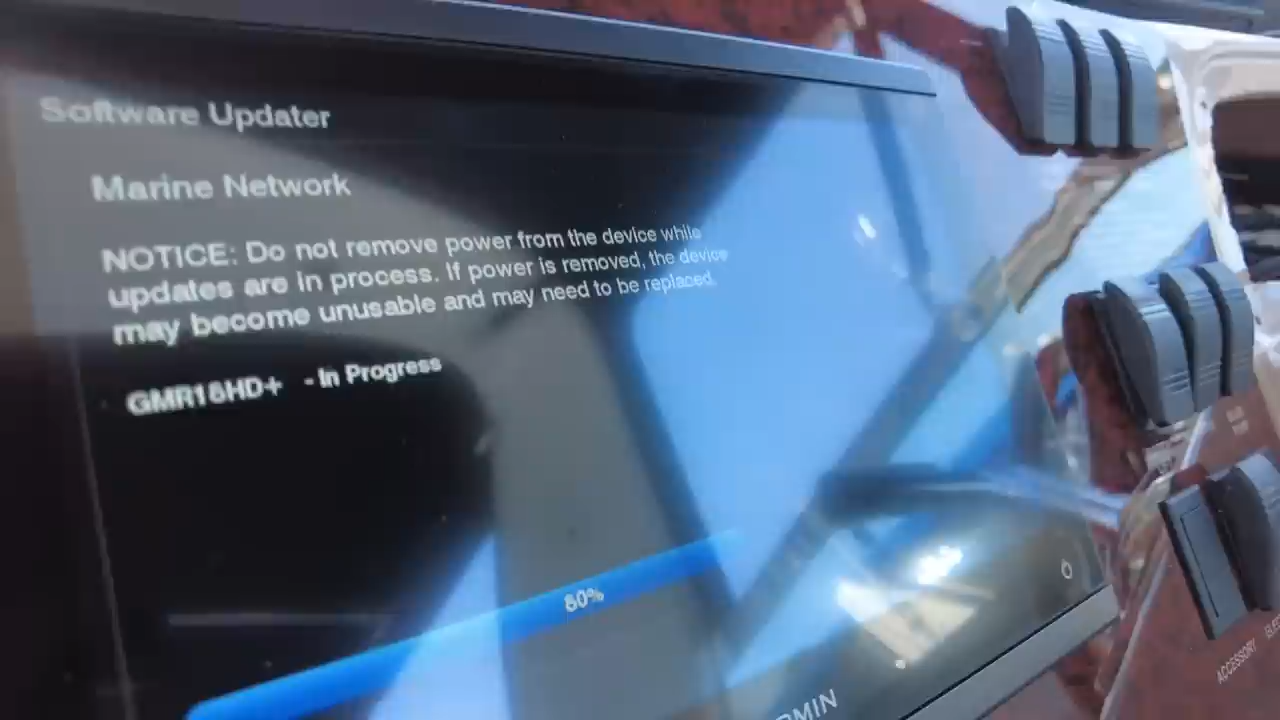 Software Updater
Marine Network
NOTICE: Do not remove power from the device while
updates are in process. If power is removed, the device
may become unusable and may need to be replaced.
GMR18HD+ - In Progress
80%
RMIN
ACCESSORY